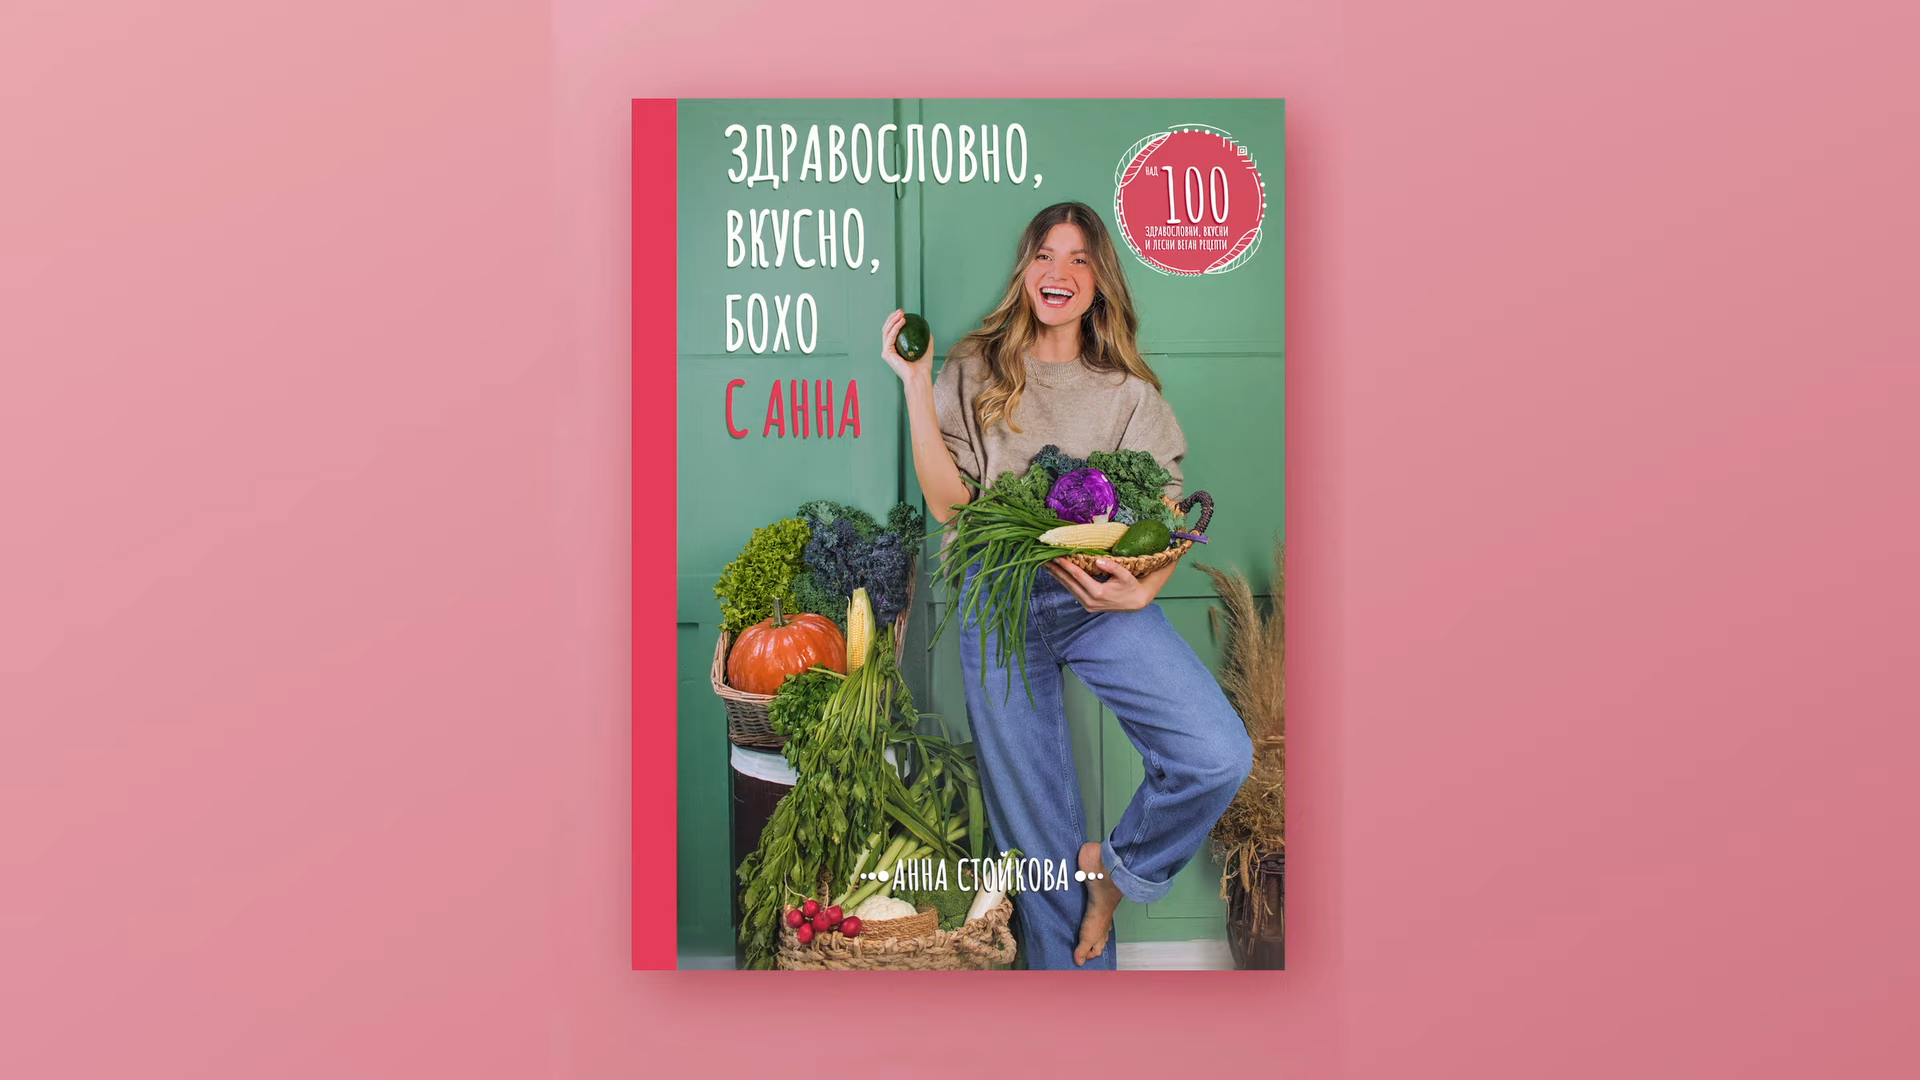 ЗДРАВОСЛОВНО,
ВКУСНО,
БОХО
С АННА
НАД
100
ЗДРАВОСЛОВНИ, ВКУСНИ
И ЛЕСНИ ВЕГАН РЕЦЕПТИ
АННА СТОЙКОВА